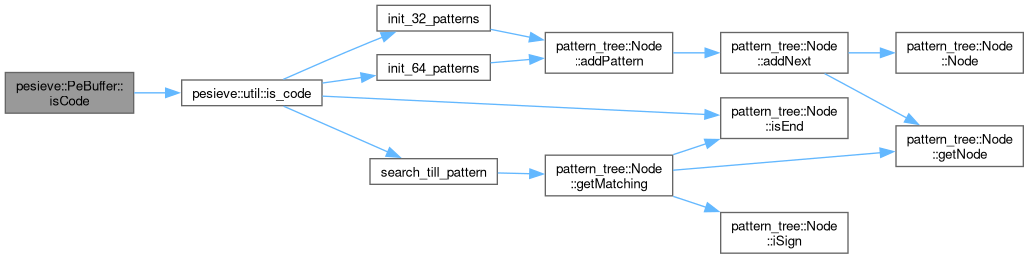 pesieve::PeBuffer::
isCode
pesieve::util::is_code
init_32_patterns
init_64_patterns
search_till_pattern
pattern_tree::Node
::addPattern
pattern_tree::Node
::getMatching
pattern_tree::Node
::addNext
pattern_tree::Node
::isEnd
pattern_tree::Node
::iSign
pattern_tree::Node
::Node
pattern_tree::Node
::getNode